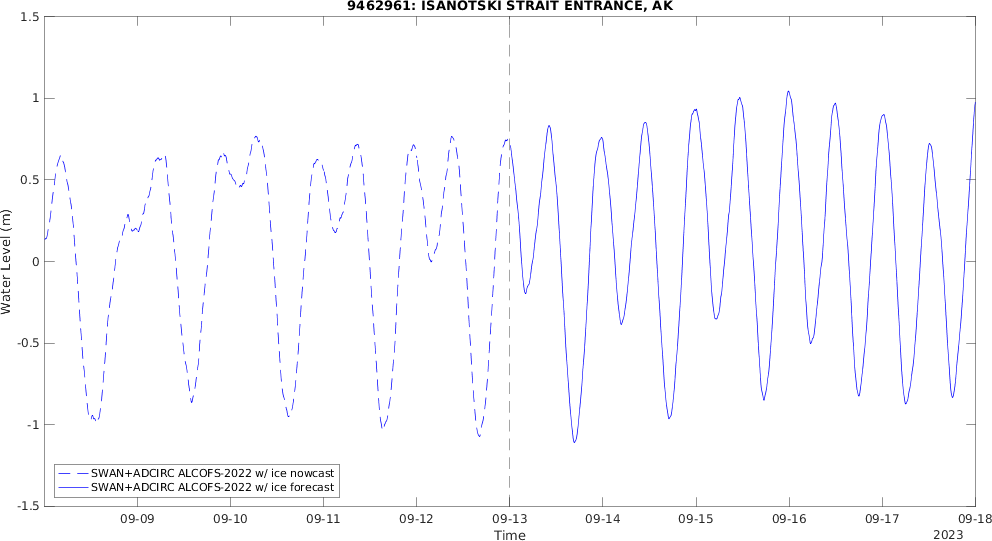 9462961: ISANOTSKI STRAIT ENTRANCE, AK
1.5
1
0.5
0
-0.5
-1
-1.5
Water Level (m)
SWAN+ADCIRC ALCOFS-2022 w/ ice nowcast
SWAN+ADCIRC ALCOFS-2022 w/ ice forecast
09-09 09-10 09-11 09-12 09-13 09-14 09-15 09-16 09-17 09-18
Time
2023